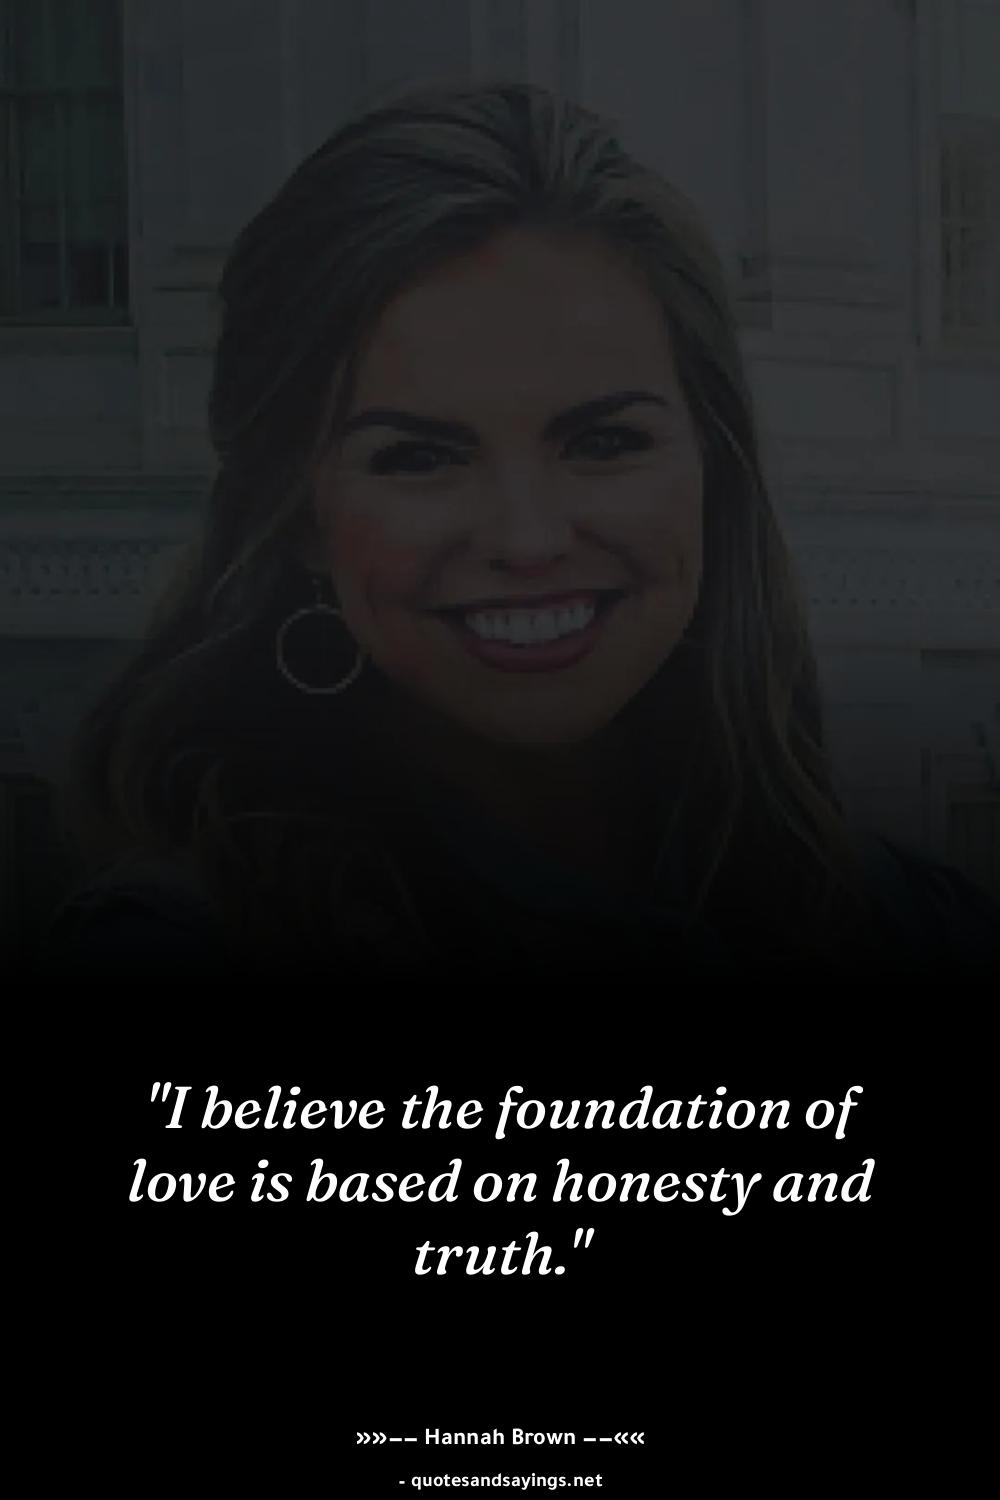 "I believe the foundation of
love is based on honesty and
truth."
»»–– Hannah Brown ––««
- quotesandsayings.net